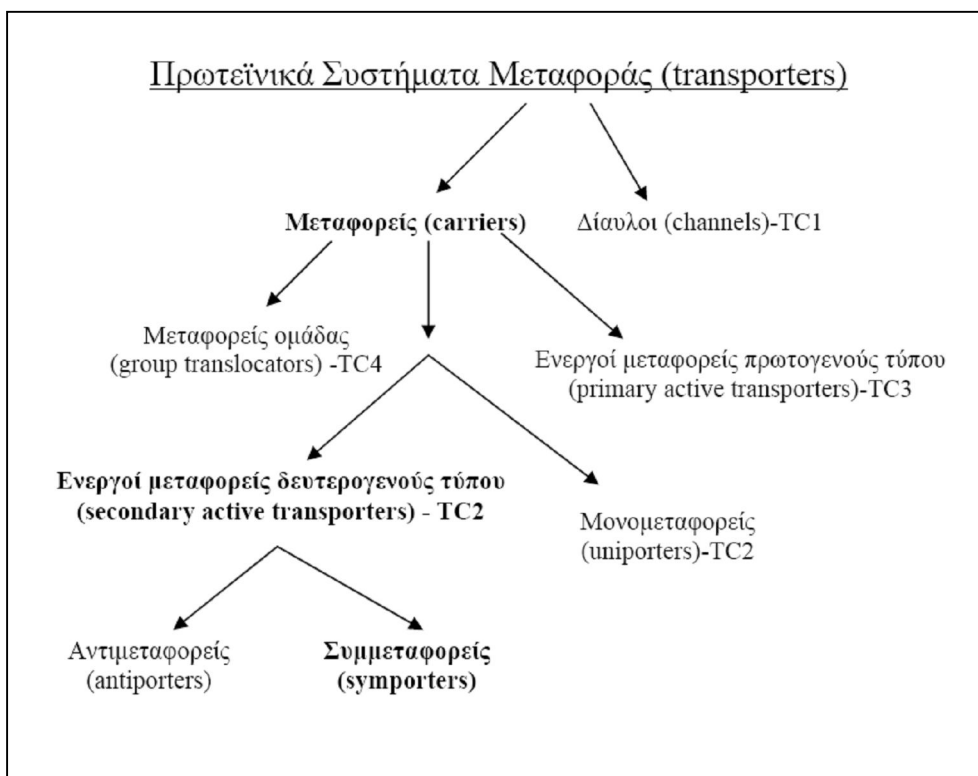 Πρωτεϊνικά Συστήματα Μεταφοράς (transporters)
Μεταφορείς (carriers)
Δίαυλοι (channels)-TC1
Μεταφορείς ομάδας
(group translocators) -TC4
Ενεργοί μεταφορείς πρωτογενούς τύπου
(primary active transporters)-TC3
Ενεργοί μεταφορείς δευτερογενούς τύπου
(secondary active transporters) - TC2
Μονομεταφορείς
(uniporters)-TC2
Αντιμεταφορείς
(antiporters)
Συμμεταφορείς
(symporters)